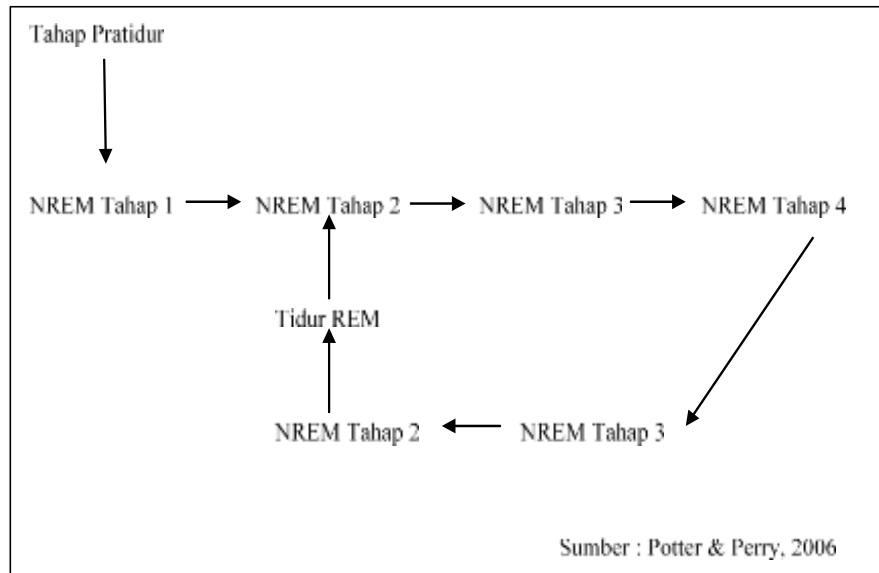 Tahap Pratidur
NREM Tahap 1
NREM Tahap 2
NREM Tahap 3
NREM Tahap 4
Tidur REM
NREM Tahap 2
NREM Tahap 3
Sumber : Potter & Perry, 2006